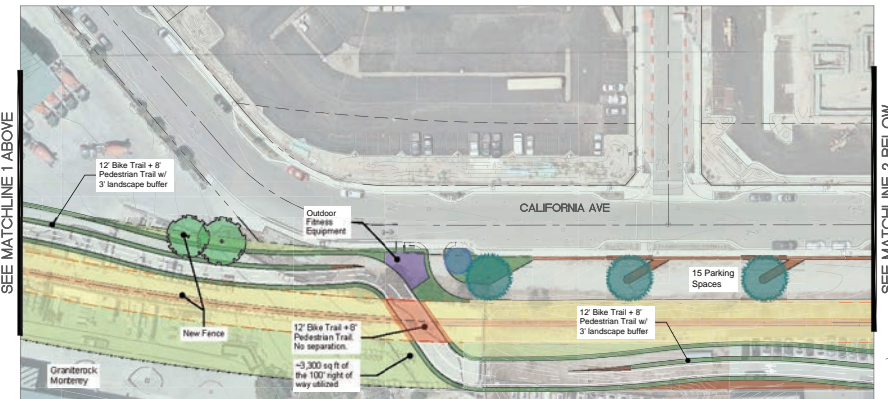 SEE MATCHLINE 1 ABOVE
12' Bike Trail + 8'
Pedestrian Trail w/
3' landscape buffer
Outdoor
Fitness
Equipment
CALIFORNIA AVE
15 Parking
Spaces
New Fence
12' Bike Trail + 8'
Pedestrian Trail.
No separation.
12' Bike Trail + 8'
Pedestrian Trail w/
3' landscape buffer
~3,300 sq ft of
the 100' right of
way utilized
Graniterock
Monterey
SEE MATCHLINE 2 BELOW